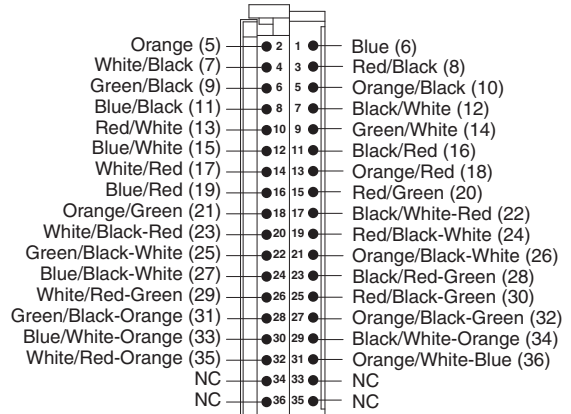 Orange (5) 2 1 Blue (6)
White/Black (7) 4 3 Red/Black (8)
Green/Black (9) 6 5 Orange/Black (10)
Blue/Black (11) 8 7 Black/White (12)
Red/White (13) 10 9 Green/White (14)
Blue/White (15) 12 11 Black/Red (16)
White/Red (17) 14 13 Orange/Red (18)
Blue/Red (19) 16 15 Red/Green (20)
Orange/Green (21) 18 17 Black/White-Red (22)
White/Black-Red (23) 20 19 Red/Black-White (24)
Green/Black-White (25) 22 21 Orange/Black-White (26)
Blue/Black-White (27) 24 23 Black/Red-Green (28)
White/Red-Green (29) 26 25 Red/Black-Green (30)
Green/Black-Orange (31) 28 27 Orange/Black-Green (32)
Blue/White-Orange (33) 30 29 Black/White-Orange (34)
White/Red-Orange (35) 32 31 Orange/White-Blue (36)
NC 34 33 NC
NC 36 35 NC